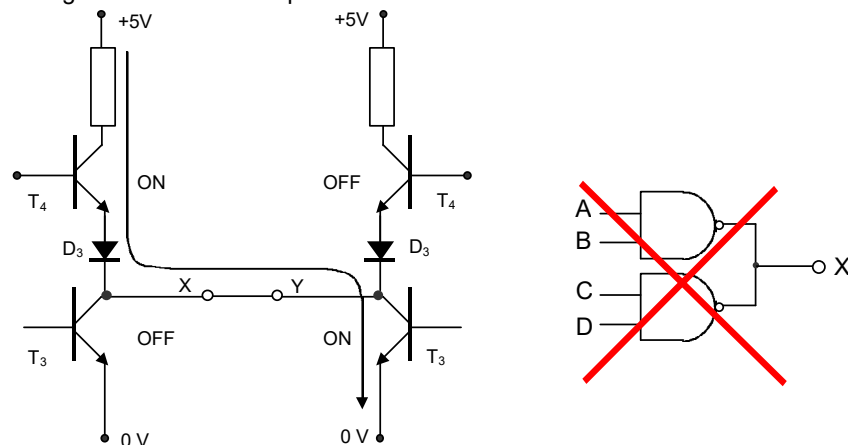 +5V
+5V
ON
OFF
T₄
T₄
D₃
D₃
X
Y
OFF
ON
T₃
T₃
0 V
0 V
A
B
C
D
X